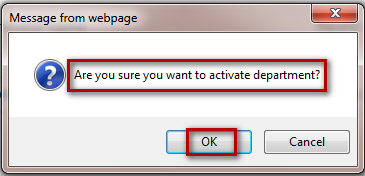 Message from webpage
Are you sure you want to activate department?
OK
Cancel